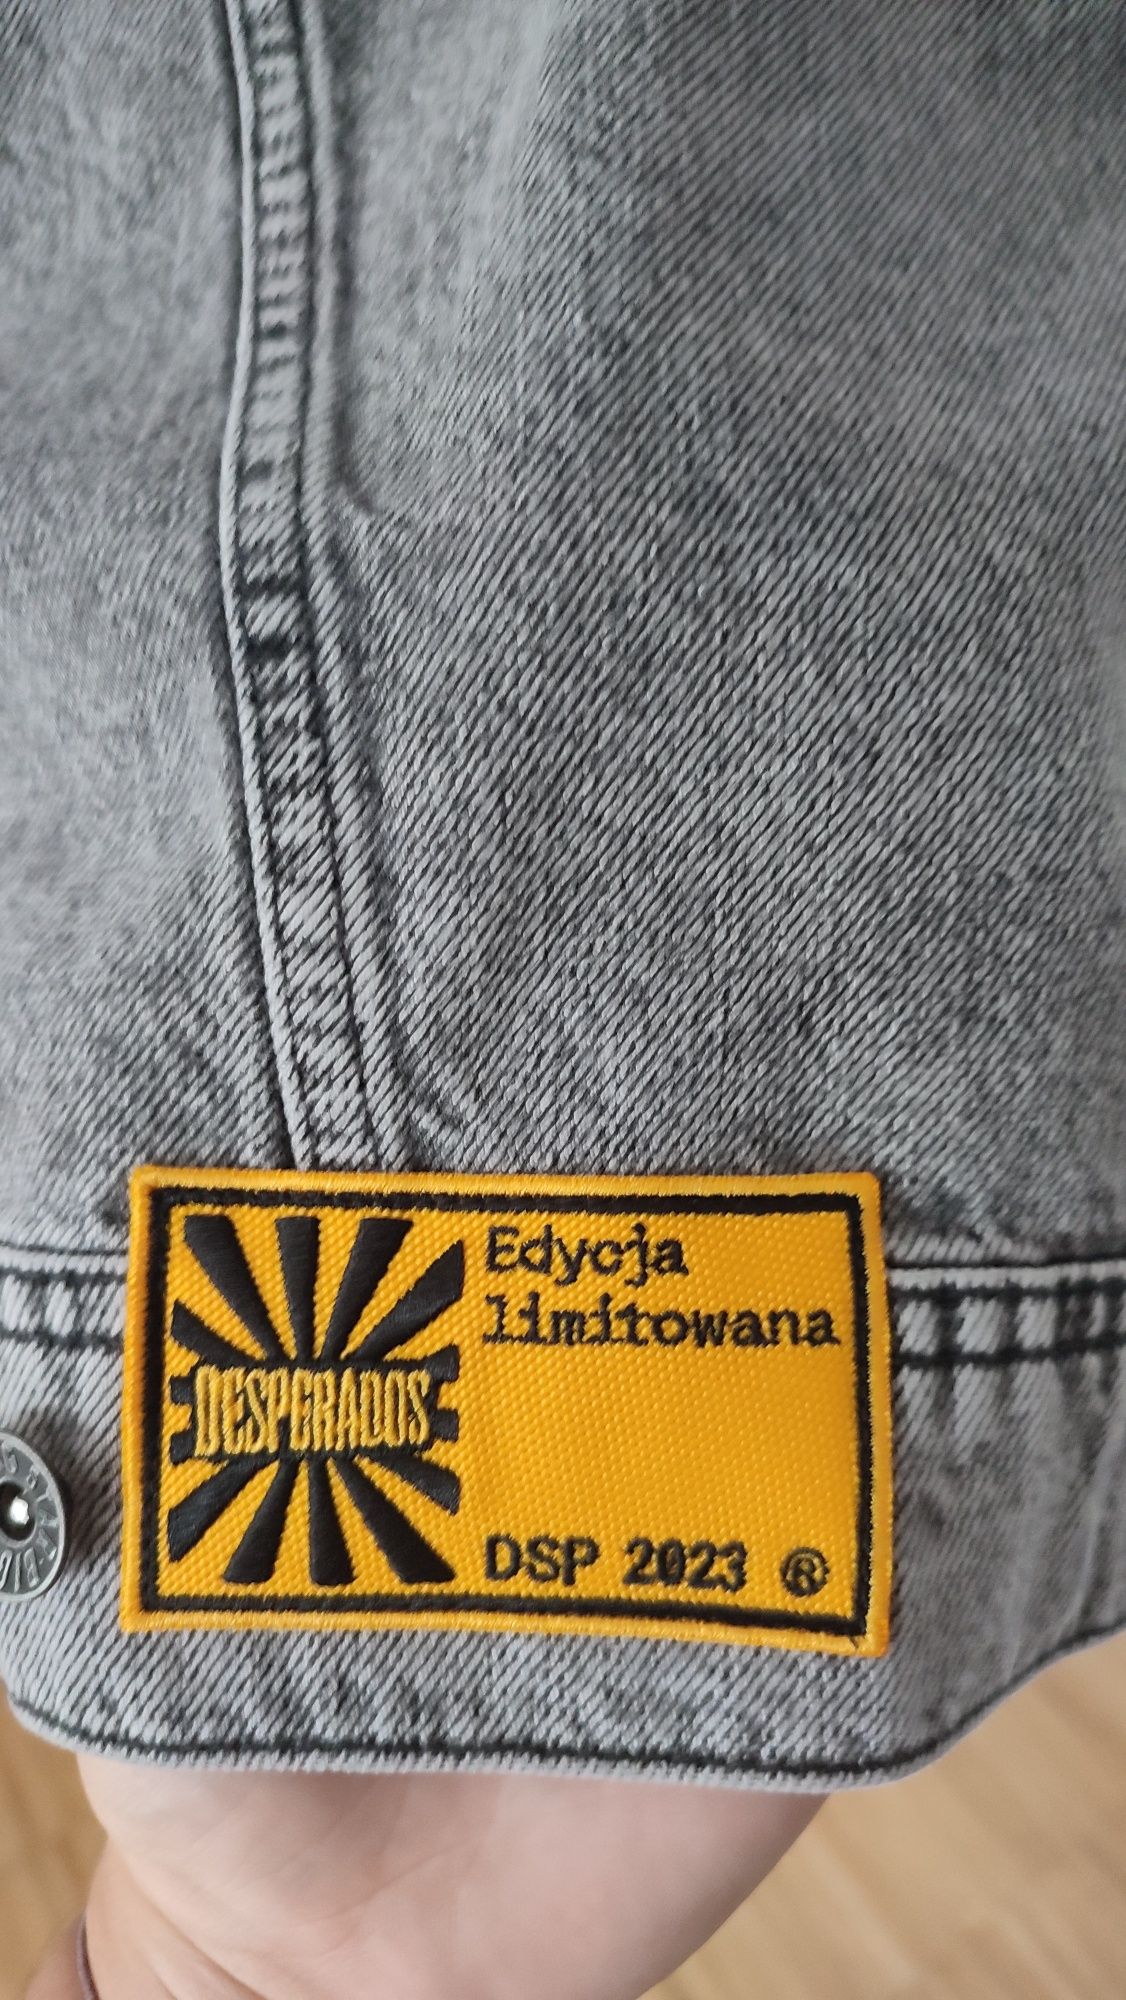 Edycja
limitowana
DESPERADOS
DSP 2023 ®